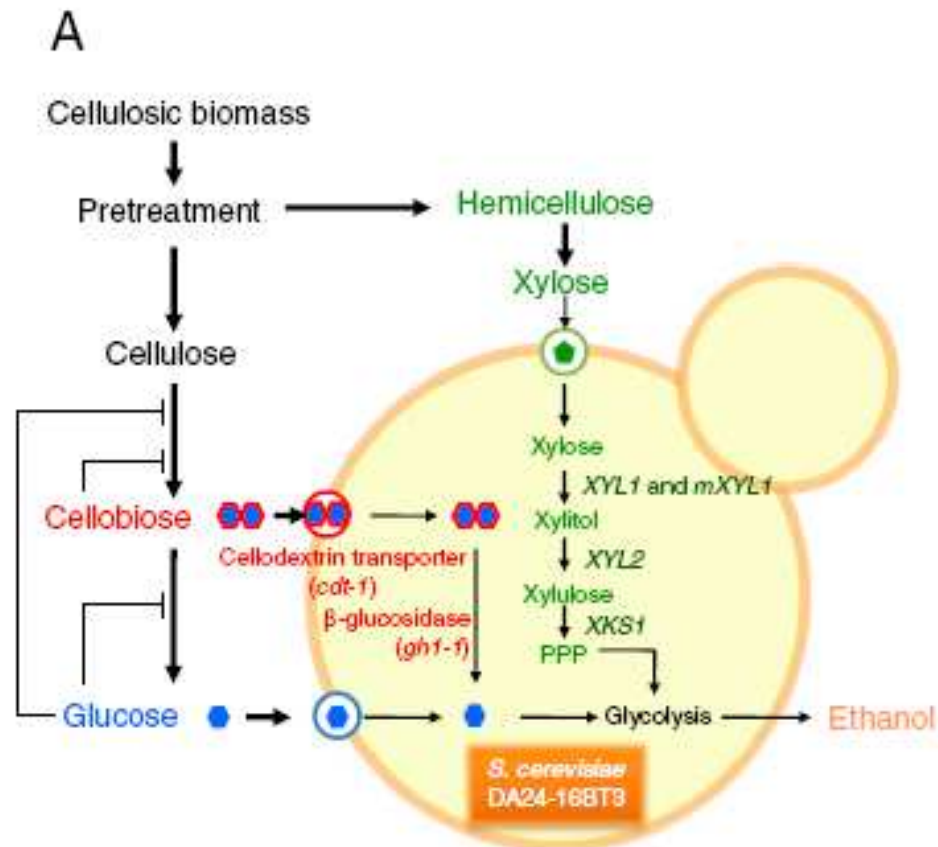 A
Cellulosic biomass
Pretreatment
Hemicellulose
Xylose
Cellulose
Xylose
XYL1 and mXYL1
Cellobiose
Xylitol
Cellodextrin transporter
(cdt-1)
XYL2
β-glucosidase
(gh1-1)
Xylulose
XKS1
PPP
Glucose
Glycolysis
Ethanol
S. cerevisiae
DA24-16BT3